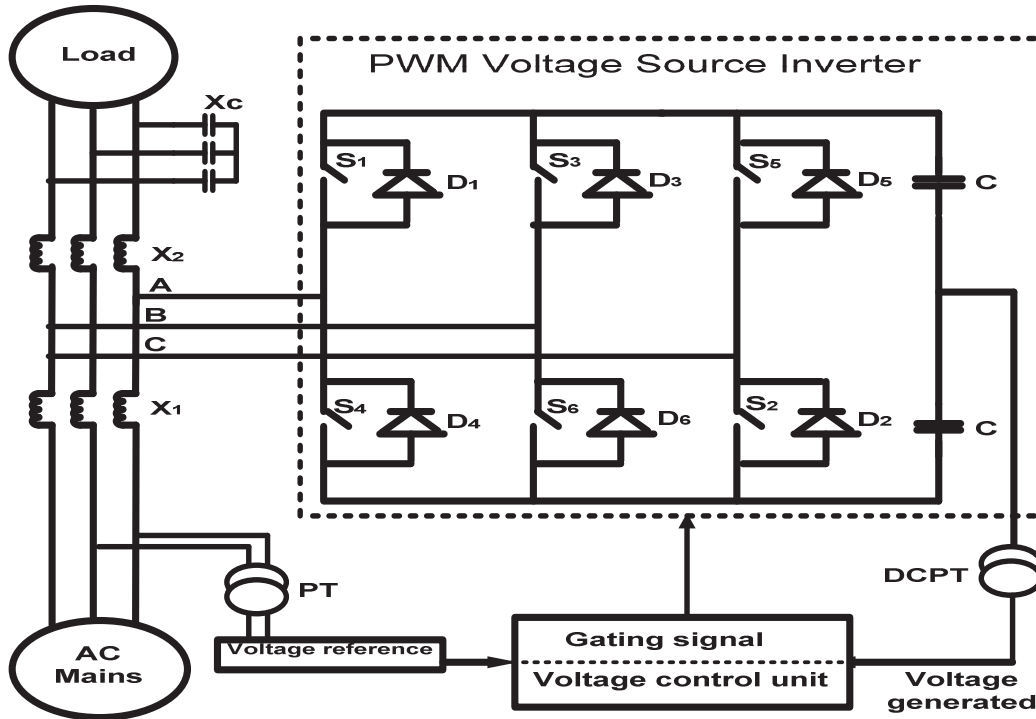 Load
Xc
PWM Voltage Source Inverter
S1
D1
S3
D3
S5
D5
C
X2
A
B
C
X1
S4
D4
S6
D6
S2
D2
C
PT
DCPT
AC
Mains
Voltage reference
Gating signal
Voltage control unit
Voltage
generated